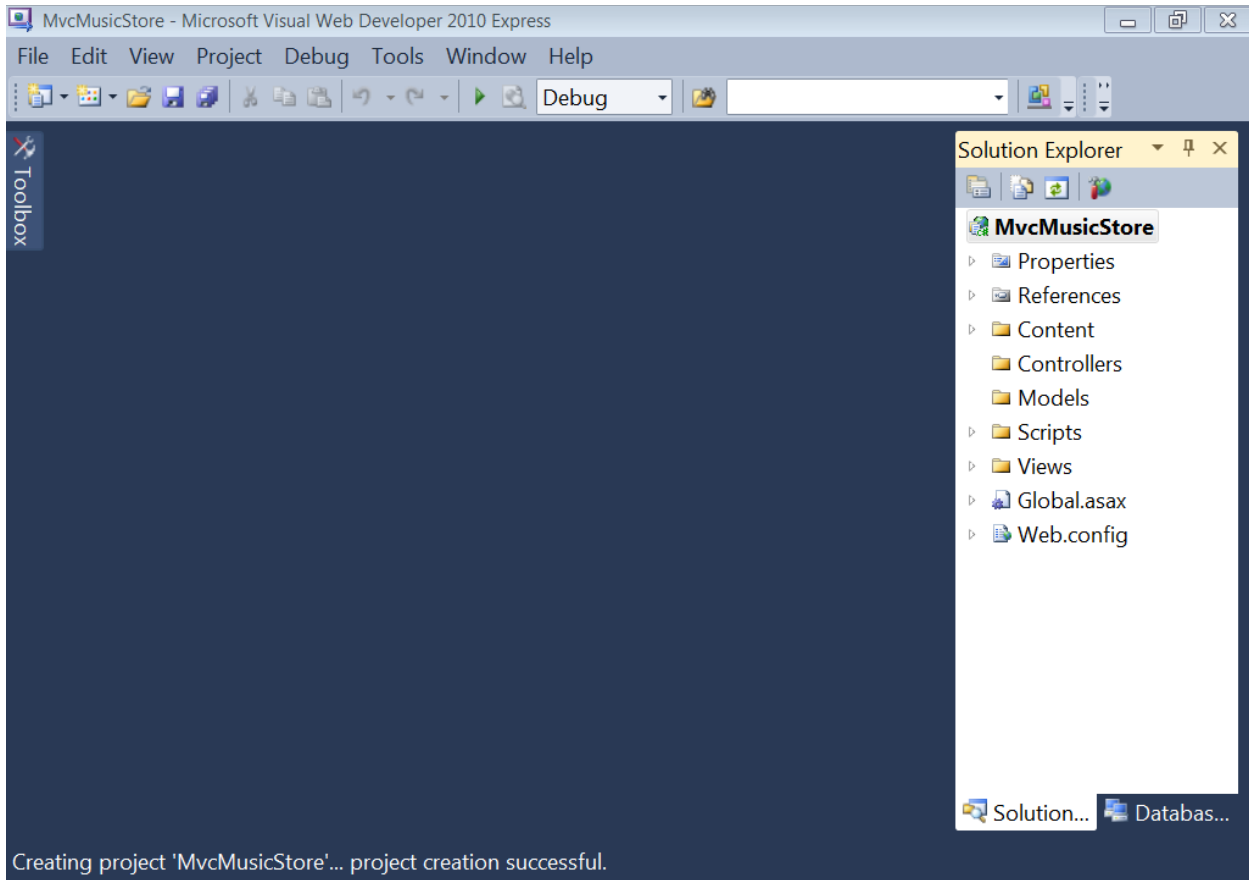 MvcMusicStore - Microsoft Visual Web Developer 2010 Express
File Edit View Project Debug Tools Window Help
Debug
Toolbox
Solution Explorer
MvcMusicStore
Properties
References
Content
Controllers
Models
Scripts
Views
Global.asax
Web.config
Solution... Databas...
Creating project 'MvcMusicStore'... project creation successful.